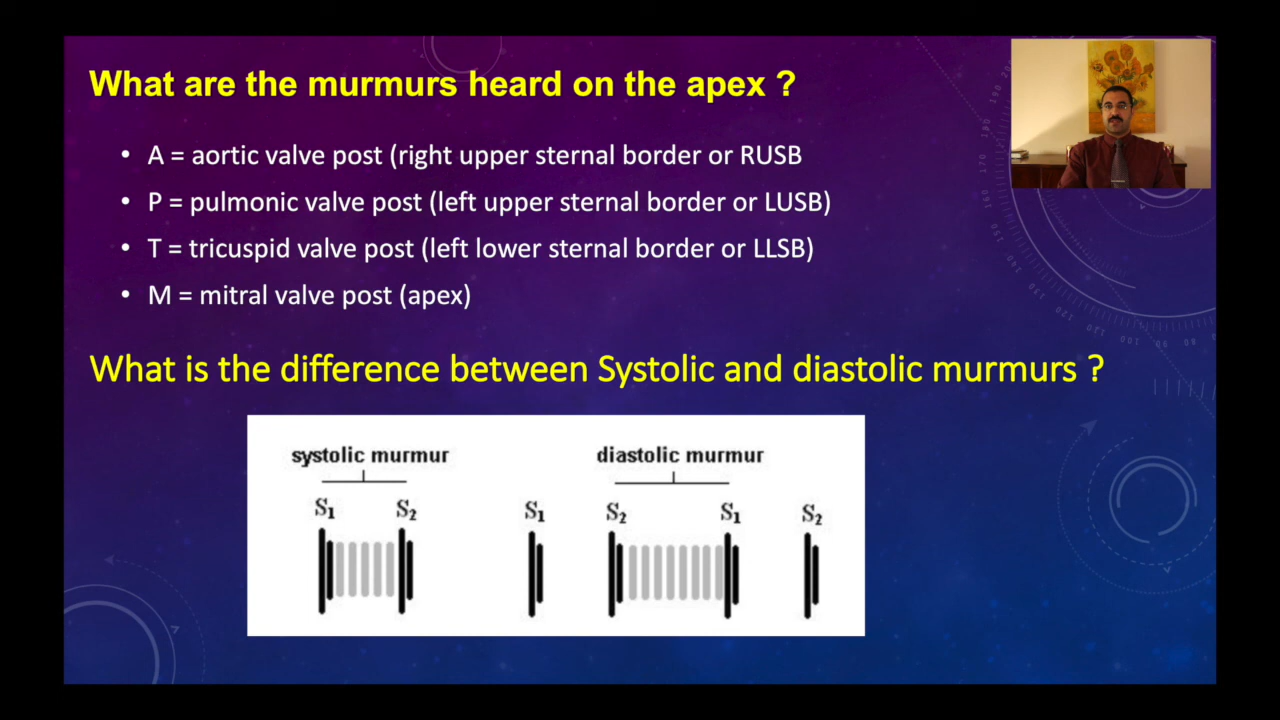 What are the murmurs heard on the apex ?
• A = aortic valve post (right upper sternal border or RUSB
• P = pulmonic valve post (left upper sternal border or LUSB)
• T = tricuspid valve post (left lower sternal border or LLSB)
• M = mitral valve post (apex)
What is the difference between Systolic and diastolic murmurs ?
systolic murmur diastolic murmur
S₁ S₂ S₁ S₂ S₁ S₂